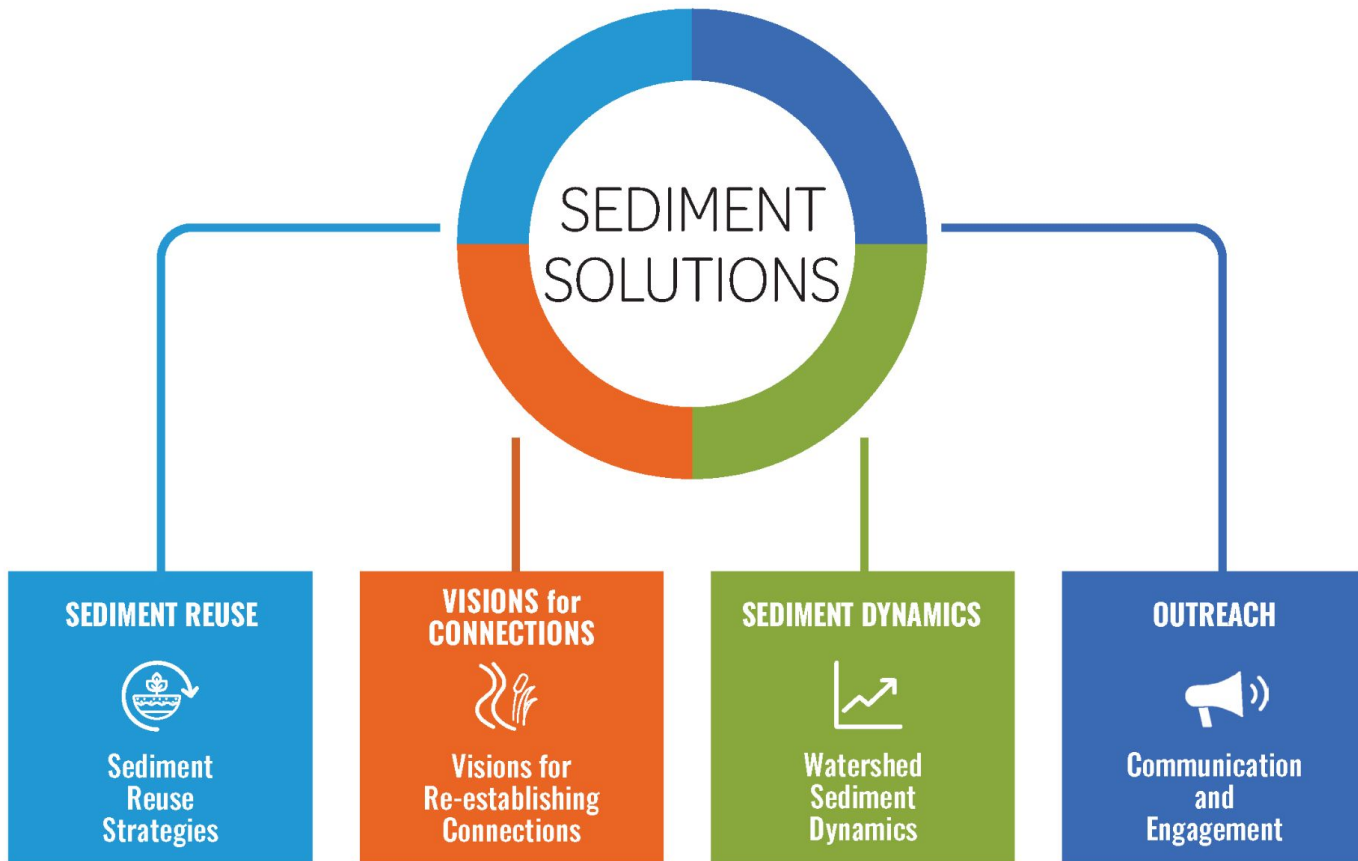 SEDIMENT
SOLUTIONS
SEDIMENT REUSE
Sediment
Reuse
Strategies
VISIONS for
CONNECTIONS
Visions for
Re-establishing
Connections
SEDIMENT DYNAMICS
Watershed
Sediment
Dynamics
OUTREACH
Communication
and
Engagement